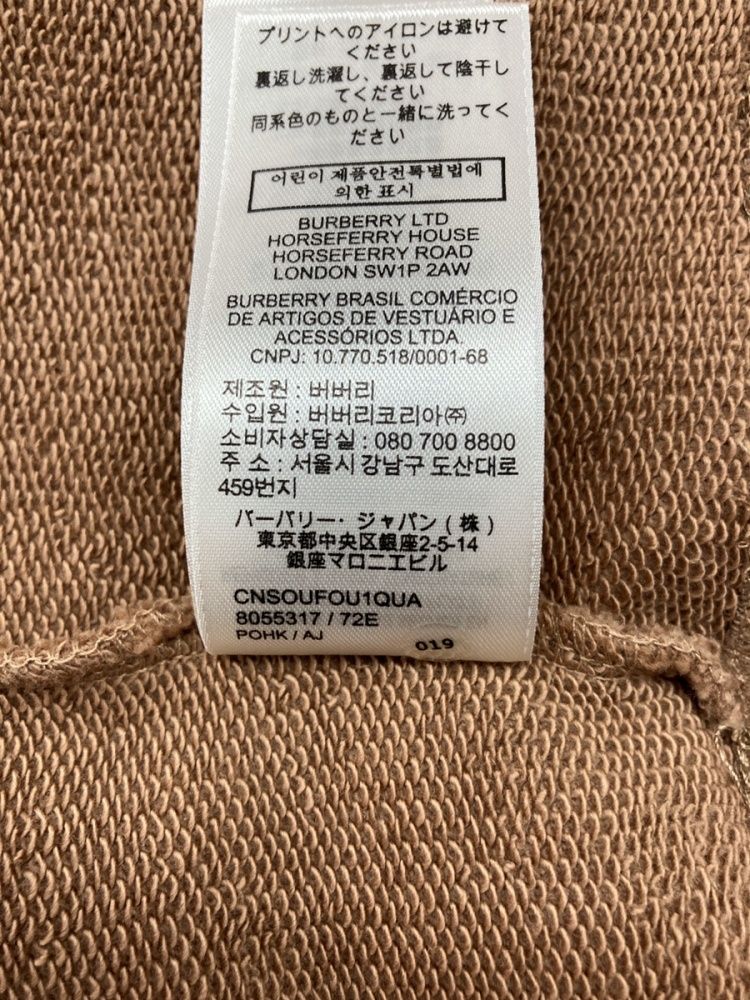 プリントへのアイロンは避けて
ください
裏返し洗濯し、裏返して陰干し
てください
同系色のものと一緒に洗ってく
ださい
어린이 제품안전특별법에
의한 표시
BURBERRY LTD
HORSEFERRY HOUSE
HORSEFERRY ROAD
LONDON SW1P 2AW
BURBERRY BRASIL COMÉRCIO
DE ARTIGOS DE VESTUÁRIO E
ACESSÓRIOS LTDA.
CNPJ: 10.770.518/0001-68
제조원 : 버버리
수입원 : 버버리코리아㈜
소비자상담실 : 080 700 8800
주 소 : 서울시 강남구 도산대로
459번지
バーバリー・ジャパン(株)
東京都中央区銀座2-5-14
銀座マロニエビル
CNSOUFOU1QUA
8055317 / 72E
POHK / AJ
019